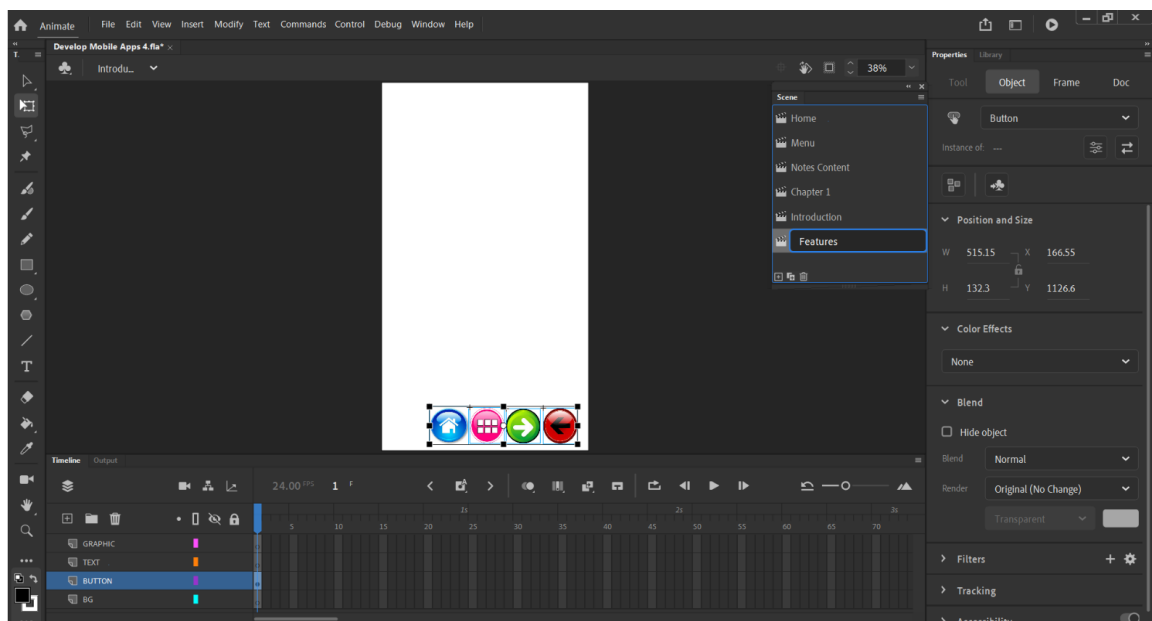 Animate File Edit View Insert Modify Text Commands Control Debug Window Help
Develop Mobile Apps 4.fla* ×
T.
Introdu...
38%
Scene
Home
Menu
Notes Content
Chapter 1
Introduction
Features
Properties Library
Tool Object Frame Doc
Button
Instance of: ---
Position and Size
W 515.15 X 166.55
H 132.3 Y 1126.6
Color Effects
None
Blend
Hide object
Blend Normal
Render Original (No Change)
Transparent
Filters
Tracking
T
Timeline Output
24.00 FPS 1 F
1s 2s 3s
5 10 15 20 25 30 35 40 45 50 55 60 65 70
GRAPHIC
TEXT
BUTTON
BG